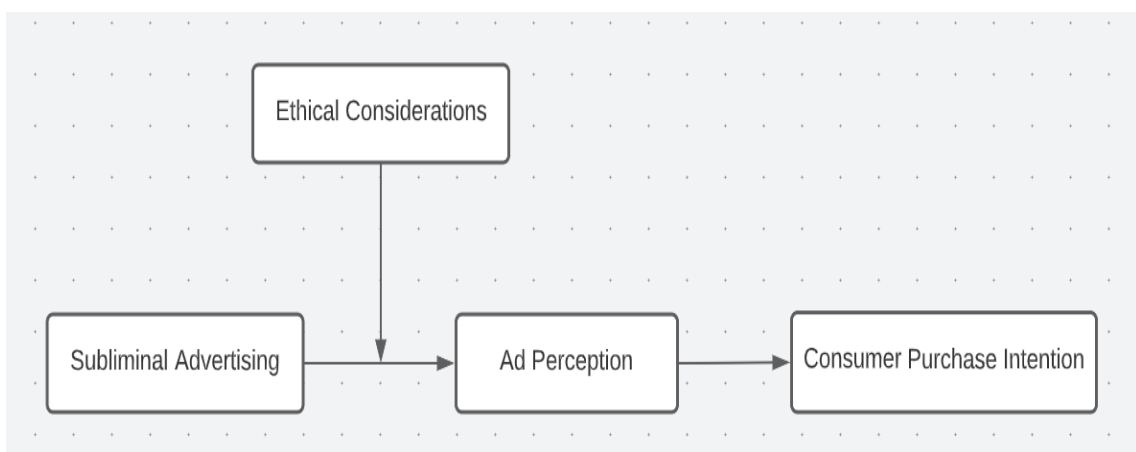 Ethical Considerations
Subliminal Advertising
Ad Perception
Consumer Purchase Intention